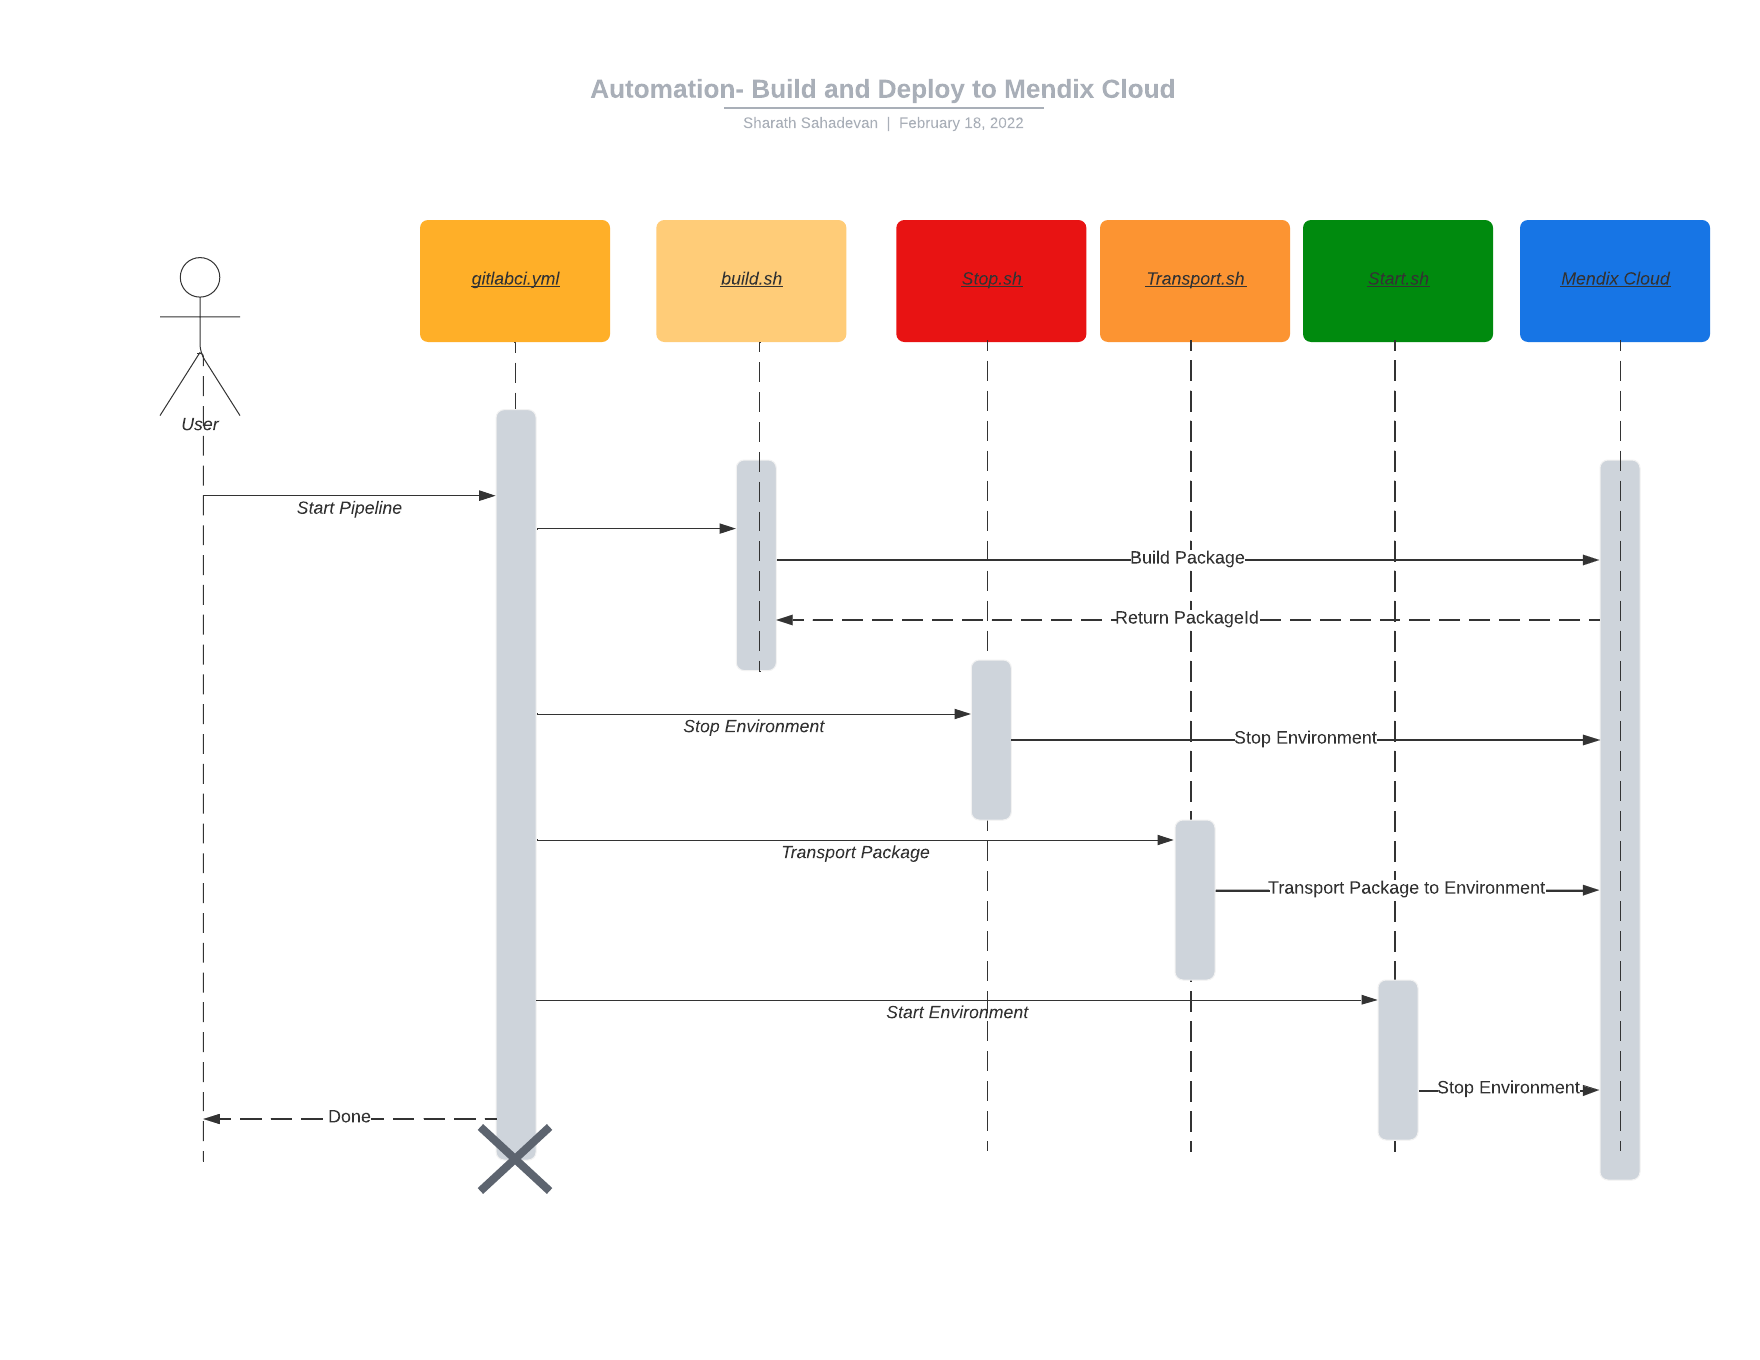 Automation- Build and Deploy to Mendix Cloud
Sharath Sahadevan | February 18, 2022
gitlabci.yml
build.sh
Stop.sh
Transport.sh
Start.sh
Mendix Cloud
User
Start Pipeline
Build Package
Return PackageId
Stop Environment
Stop Environment
Transport Package
Transport Package to Environment
Start Environment
Stop Environment
Done